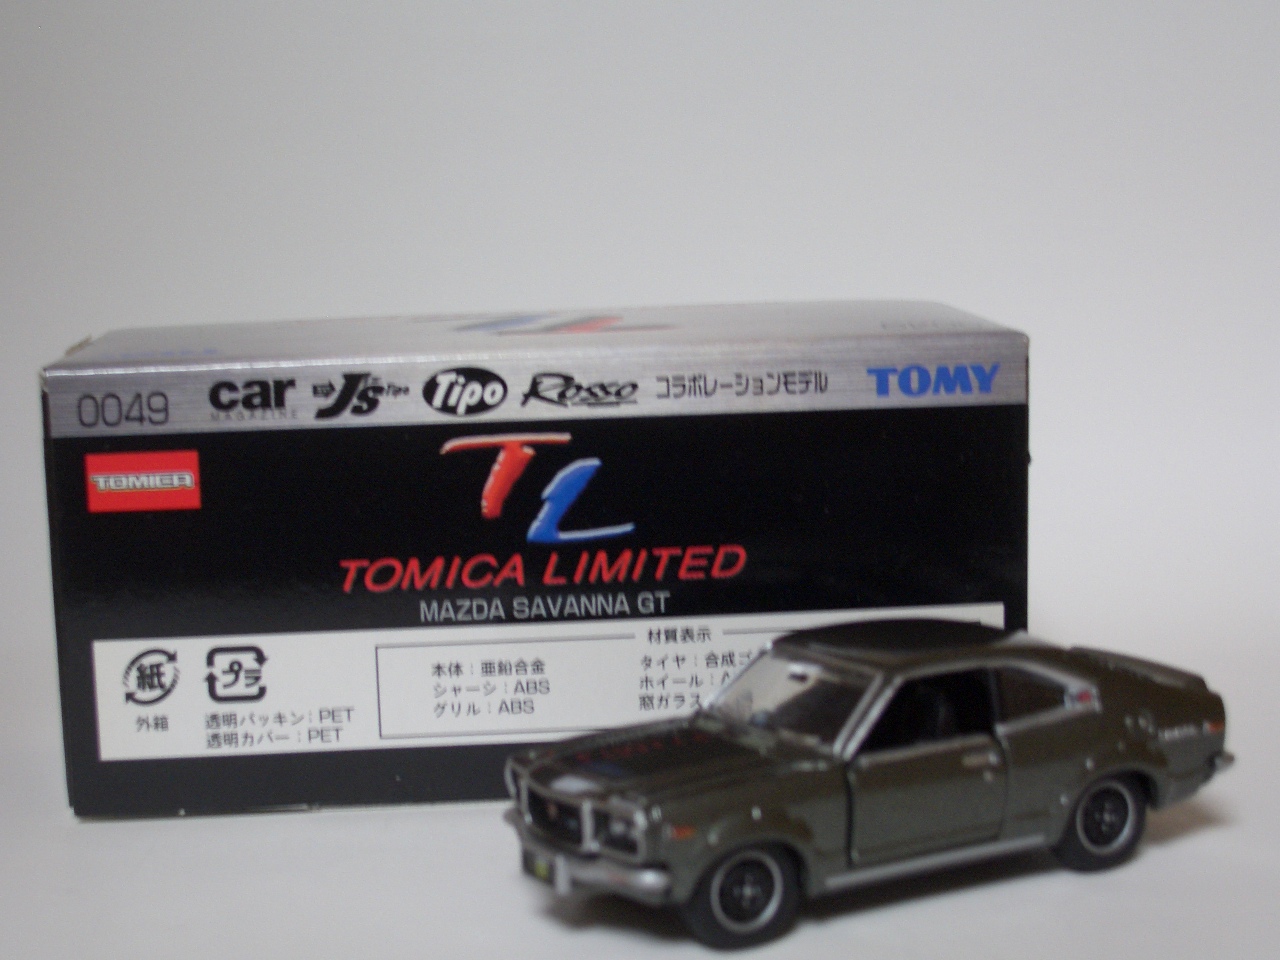 0049 car MAGAZINE J's Tipo Tipo Rosso コラボレーションモデル TOMY
TOMICA
TL
TOMICA LIMITED
MAZDA SAVANNA GT
材質表示
紙
外箱
プラ
透明パッキン:PET
透明カバー:PET
本体:亜鉛合金
シャーシ:ABS
グリル:ABS
タイヤ:合成ゴ
ホイール:A
窓ガラス